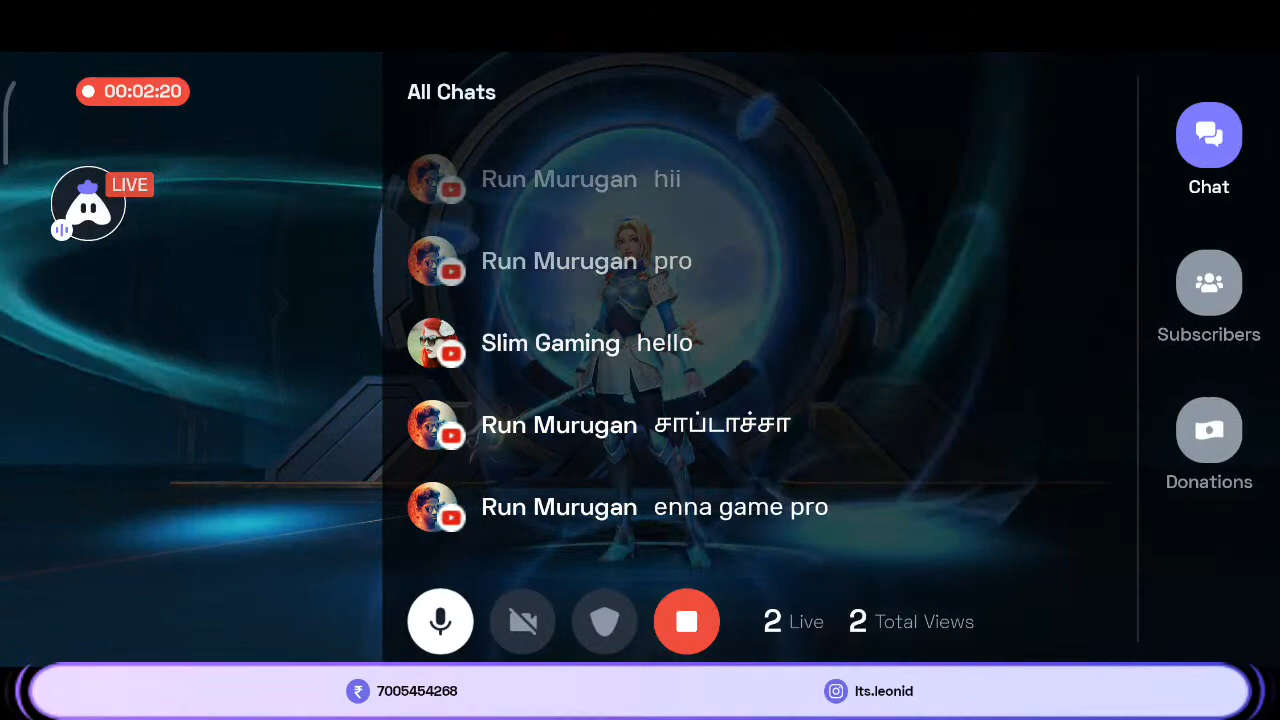 00:02:20
All Chats
LIVE
Run Murugan hii
Run Murugan pro
Slim Gaming hello
Run Murugan சாப்டாச்சா
Run Murugan enna game pro
Chat
Subscribers
Donations
2 Live 2 Total Views
₹ 7005454268
Its.leonid